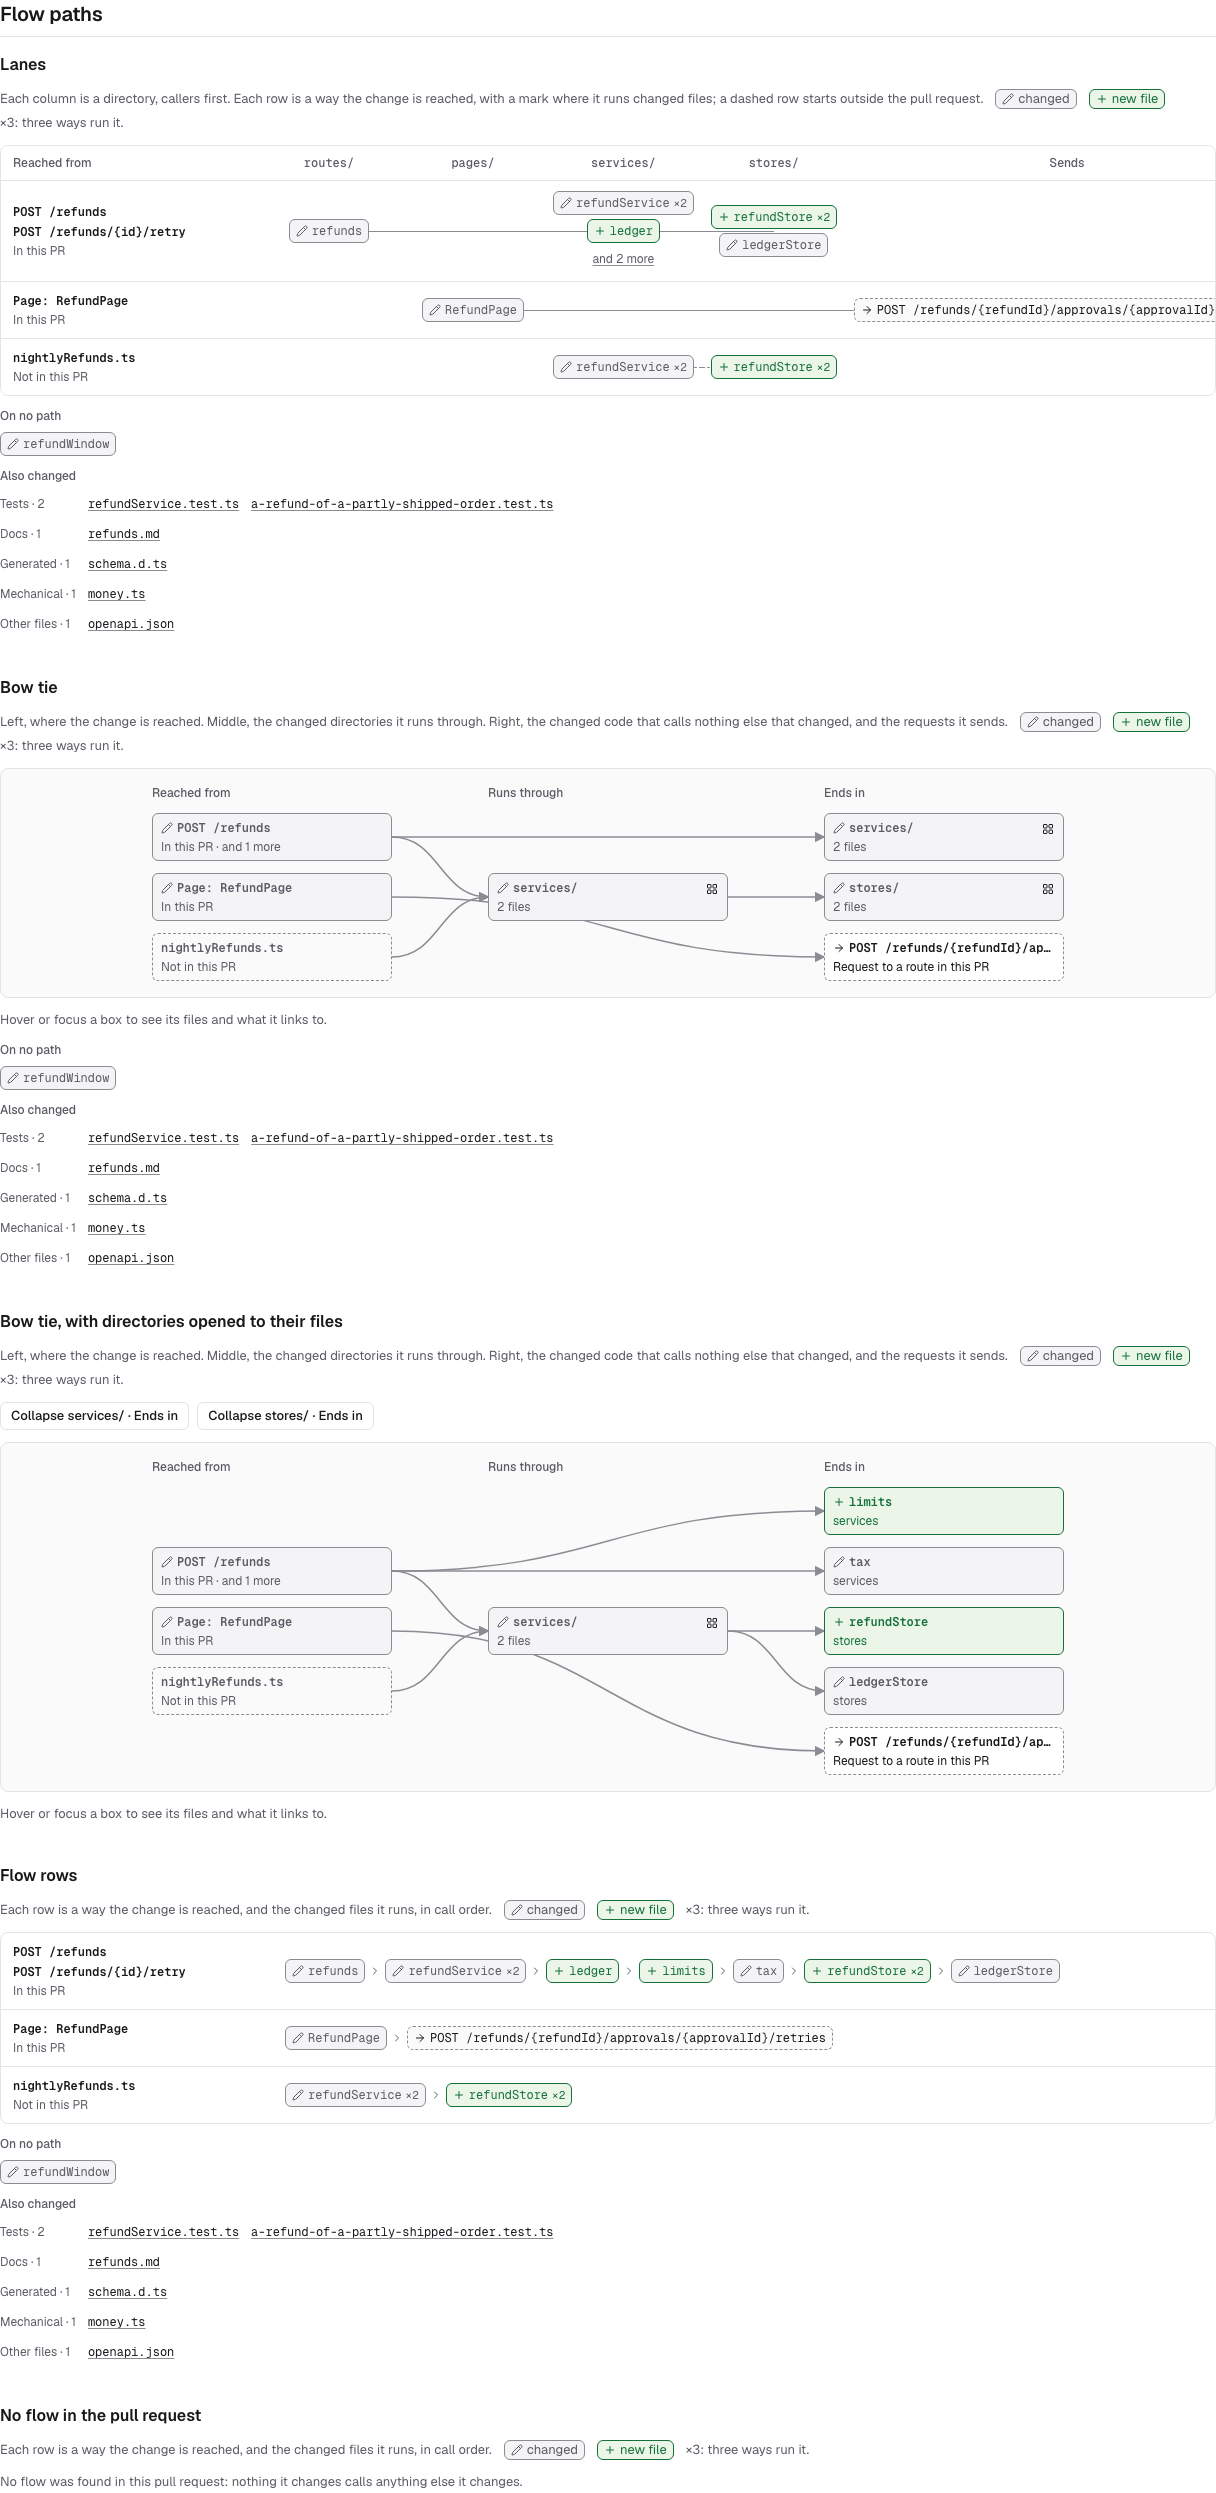 Flow paths
Lanes
Each column is a directory, callers first. Each row is a way the change is reached, with a mark where it runs changed files; a dashed row starts outside the pull request. changed + new file
×3: three ways run it.
Reached from routes/ pages/ services/ stores/ Sends
POST /refunds
POST /refunds/{id}/retry
In this PR
refunds
refundService ×2
+ ledger
and 2 more
+ refundStore ×2
ledgerStore
Page: RefundPage
In this PR
RefundPage
→ POST /refunds/{refundId}/approvals/{approvalId}
nightlyRefunds.ts
Not in this PR
refundService ×2
+ refundStore ×2
On no path
refundWindow
Also changed
Tests · 2 refundService.test.ts a-refund-of-a-partly-shipped-order.test.ts
Docs · 1 refunds.md
Generated · 1 schema.d.ts
Mechanical · 1 money.ts
Other files · 1 openapi.json
Bow tie
Left, where the change is reached. Middle, the changed directories it runs through. Right, the changed code that calls nothing else that changed, and the requests it sends. changed + new file
×3: three ways run it.
Reached from Runs through Ends in
POST /refunds
In this PR · and 1 more
services/
2 files
Page: RefundPage
In this PR
services/
2 files
stores/
2 files
nightlyRefunds.ts
Not in this PR
→ POST /refunds/{refundId}/ap…
Request to a route in this PR
Hover or focus a box to see its files and what it links to.
On no path
refundWindow
Also changed
Tests · 2 refundService.test.ts a-refund-of-a-partly-shipped-order.test.ts
Docs · 1 refunds.md
Generated · 1 schema.d.ts
Mechanical · 1 money.ts
Other files · 1 openapi.json
Bow tie, with directories opened to their files
Left, where the change is reached. Middle, the changed directories it runs through. Right, the changed code that calls nothing else that changed, and the requests it sends. changed + new file
×3: three ways run it.
Collapse services/ · Ends in Collapse stores/ · Ends in
Reached from Runs through Ends in
+ limits
services
POST /refunds
In this PR · and 1 more
tax
services
Page: RefundPage
In this PR
services/
2 files
+ refundStore
stores
nightlyRefunds.ts
Not in this PR
ledgerStore
stores
→ POST /refunds/{refundId}/ap…
Request to a route in this PR
Hover or focus a box to see its files and what it links to.
Flow rows
Each row is a way the change is reached, and the changed files it runs, in call order. changed + new file ×3: three ways run it.
POST /refunds
POST /refunds/{id}/retry
In this PR
refunds › refundService ×2 › + ledger › + limits › tax › + refundStore ×2 › ledgerStore
Page: RefundPage
In this PR
RefundPage › → POST /refunds/{refundId}/approvals/{approvalId}/retries
nightlyRefunds.ts
Not in this PR
refundService ×2 › + refundStore ×2
On no path
refundWindow
Also changed
Tests · 2 refundService.test.ts a-refund-of-a-partly-shipped-order.test.ts
Docs · 1 refunds.md
Generated · 1 schema.d.ts
Mechanical · 1 money.ts
Other files · 1 openapi.json
No flow in the pull request
Each row is a way the change is reached, and the changed files it runs, in call order. changed + new file ×3: three ways run it.
No flow was found in this pull request: nothing it changes calls anything else it changes.